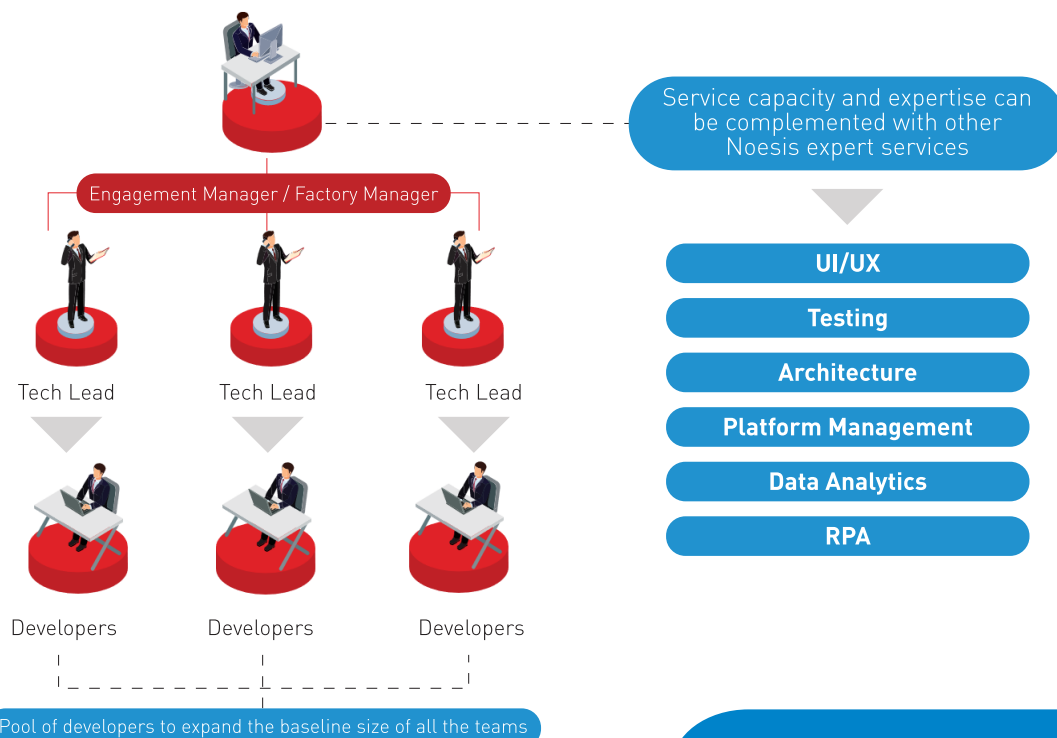 Engagement Manager / Factory Manager
Tech Lead
Tech Lead
Tech Lead
Developers
Developers
Developers
Pool of developers to expand the baseline size of all the teams
Service capacity and expertise can
be complemented with other
Noesis expert services
UI/UX
Testing
Architecture
Platform Management
Data Analytics
RPA